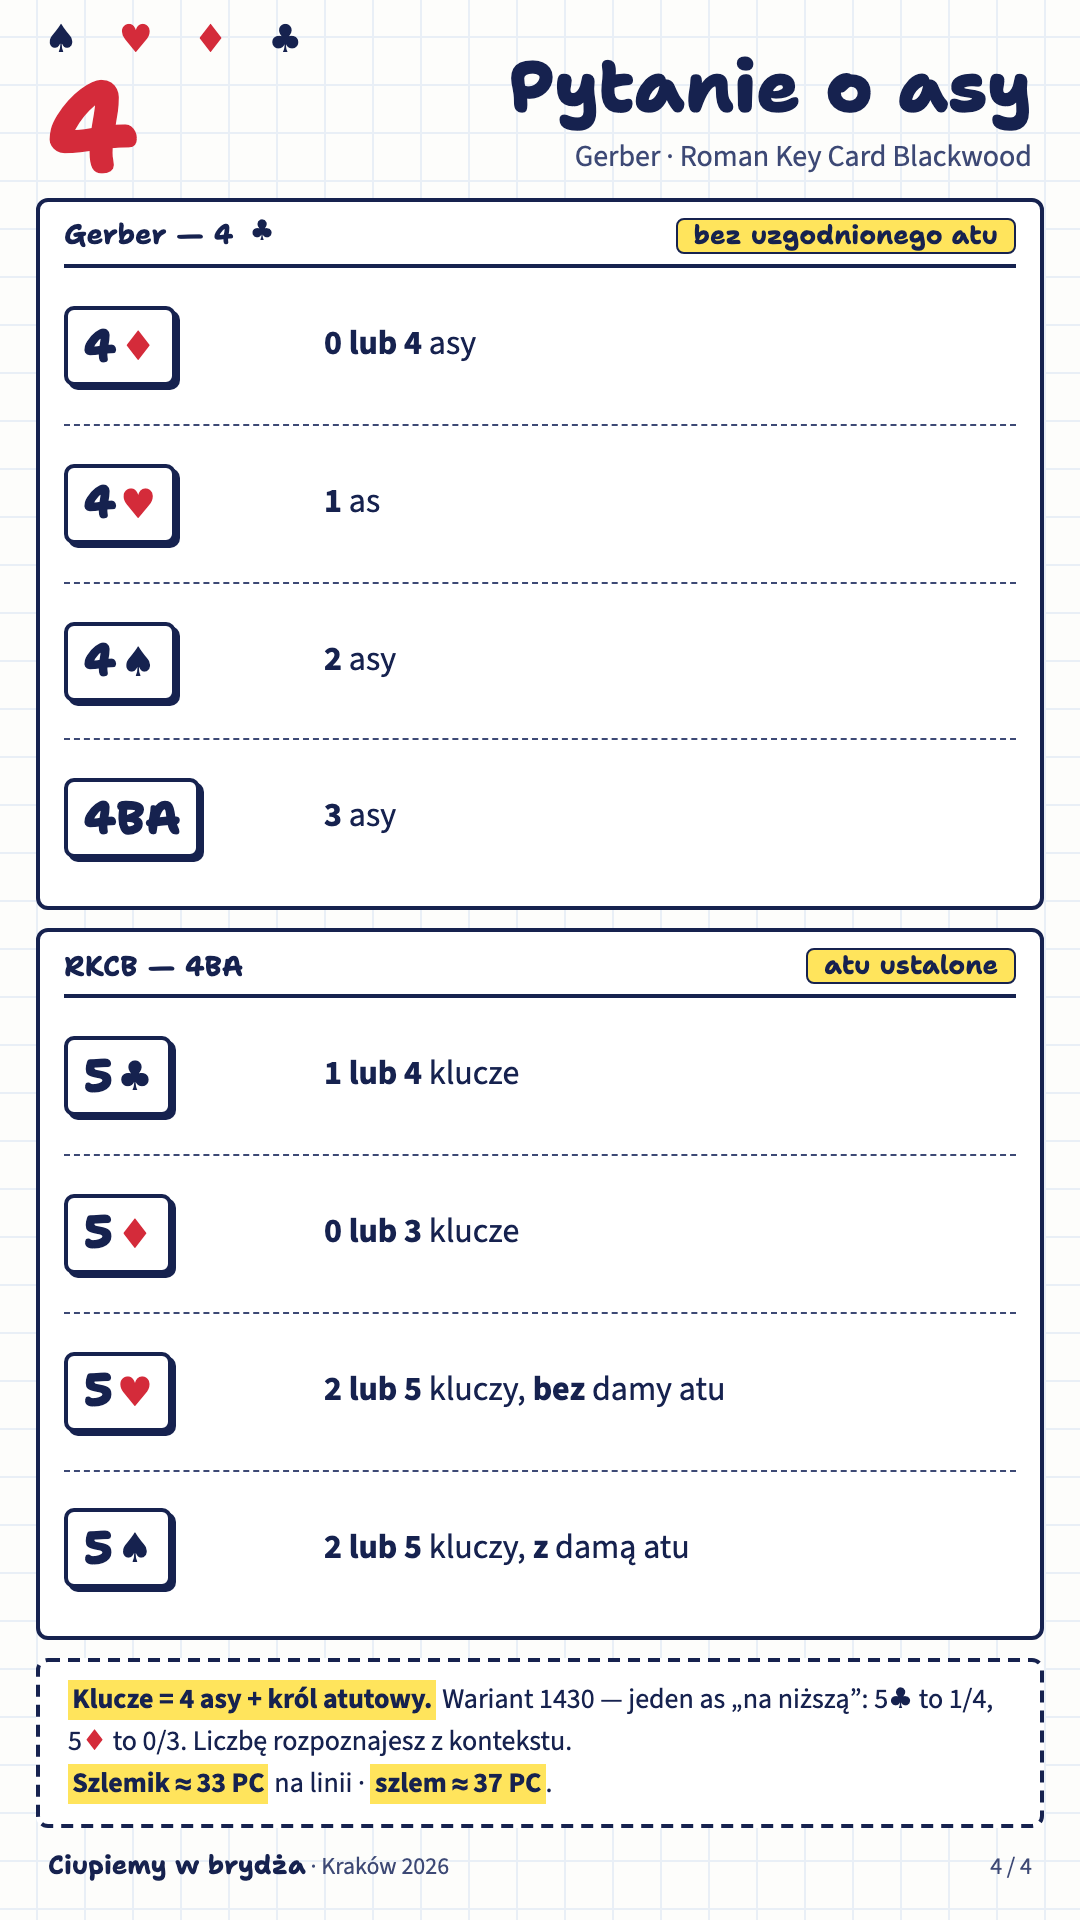 ♠ ♥ ♦ ♣
4
Pytanie o asy
Gerber · Roman Key Card Blackwood
Gerber — 4 ♣
bez uzgodnionego atu
4♦ 0 lub 4 asy
4♥ 1 as
4♠ 2 asy
4BA 3 asy
RKCB — 4BA
atu ustalone
5♣ 1 lub 4 klucze
5♦ 0 lub 3 klucze
5♥ 2 lub 5 kluczy, bez damy atu
5♠ 2 lub 5 kluczy, z damą atu
Klucze = 4 asy + król atutowy. Wariant 1430 — jeden as „na niższą”: 5♣ to 1/4,
5♦ to 0/3. Liczbę rozpoznajesz z kontekstu.
Szlemik ≈ 33 PC na linii · szlem ≈ 37 PC.
Ciupiemy w brydża · Kraków 2026
4 / 4